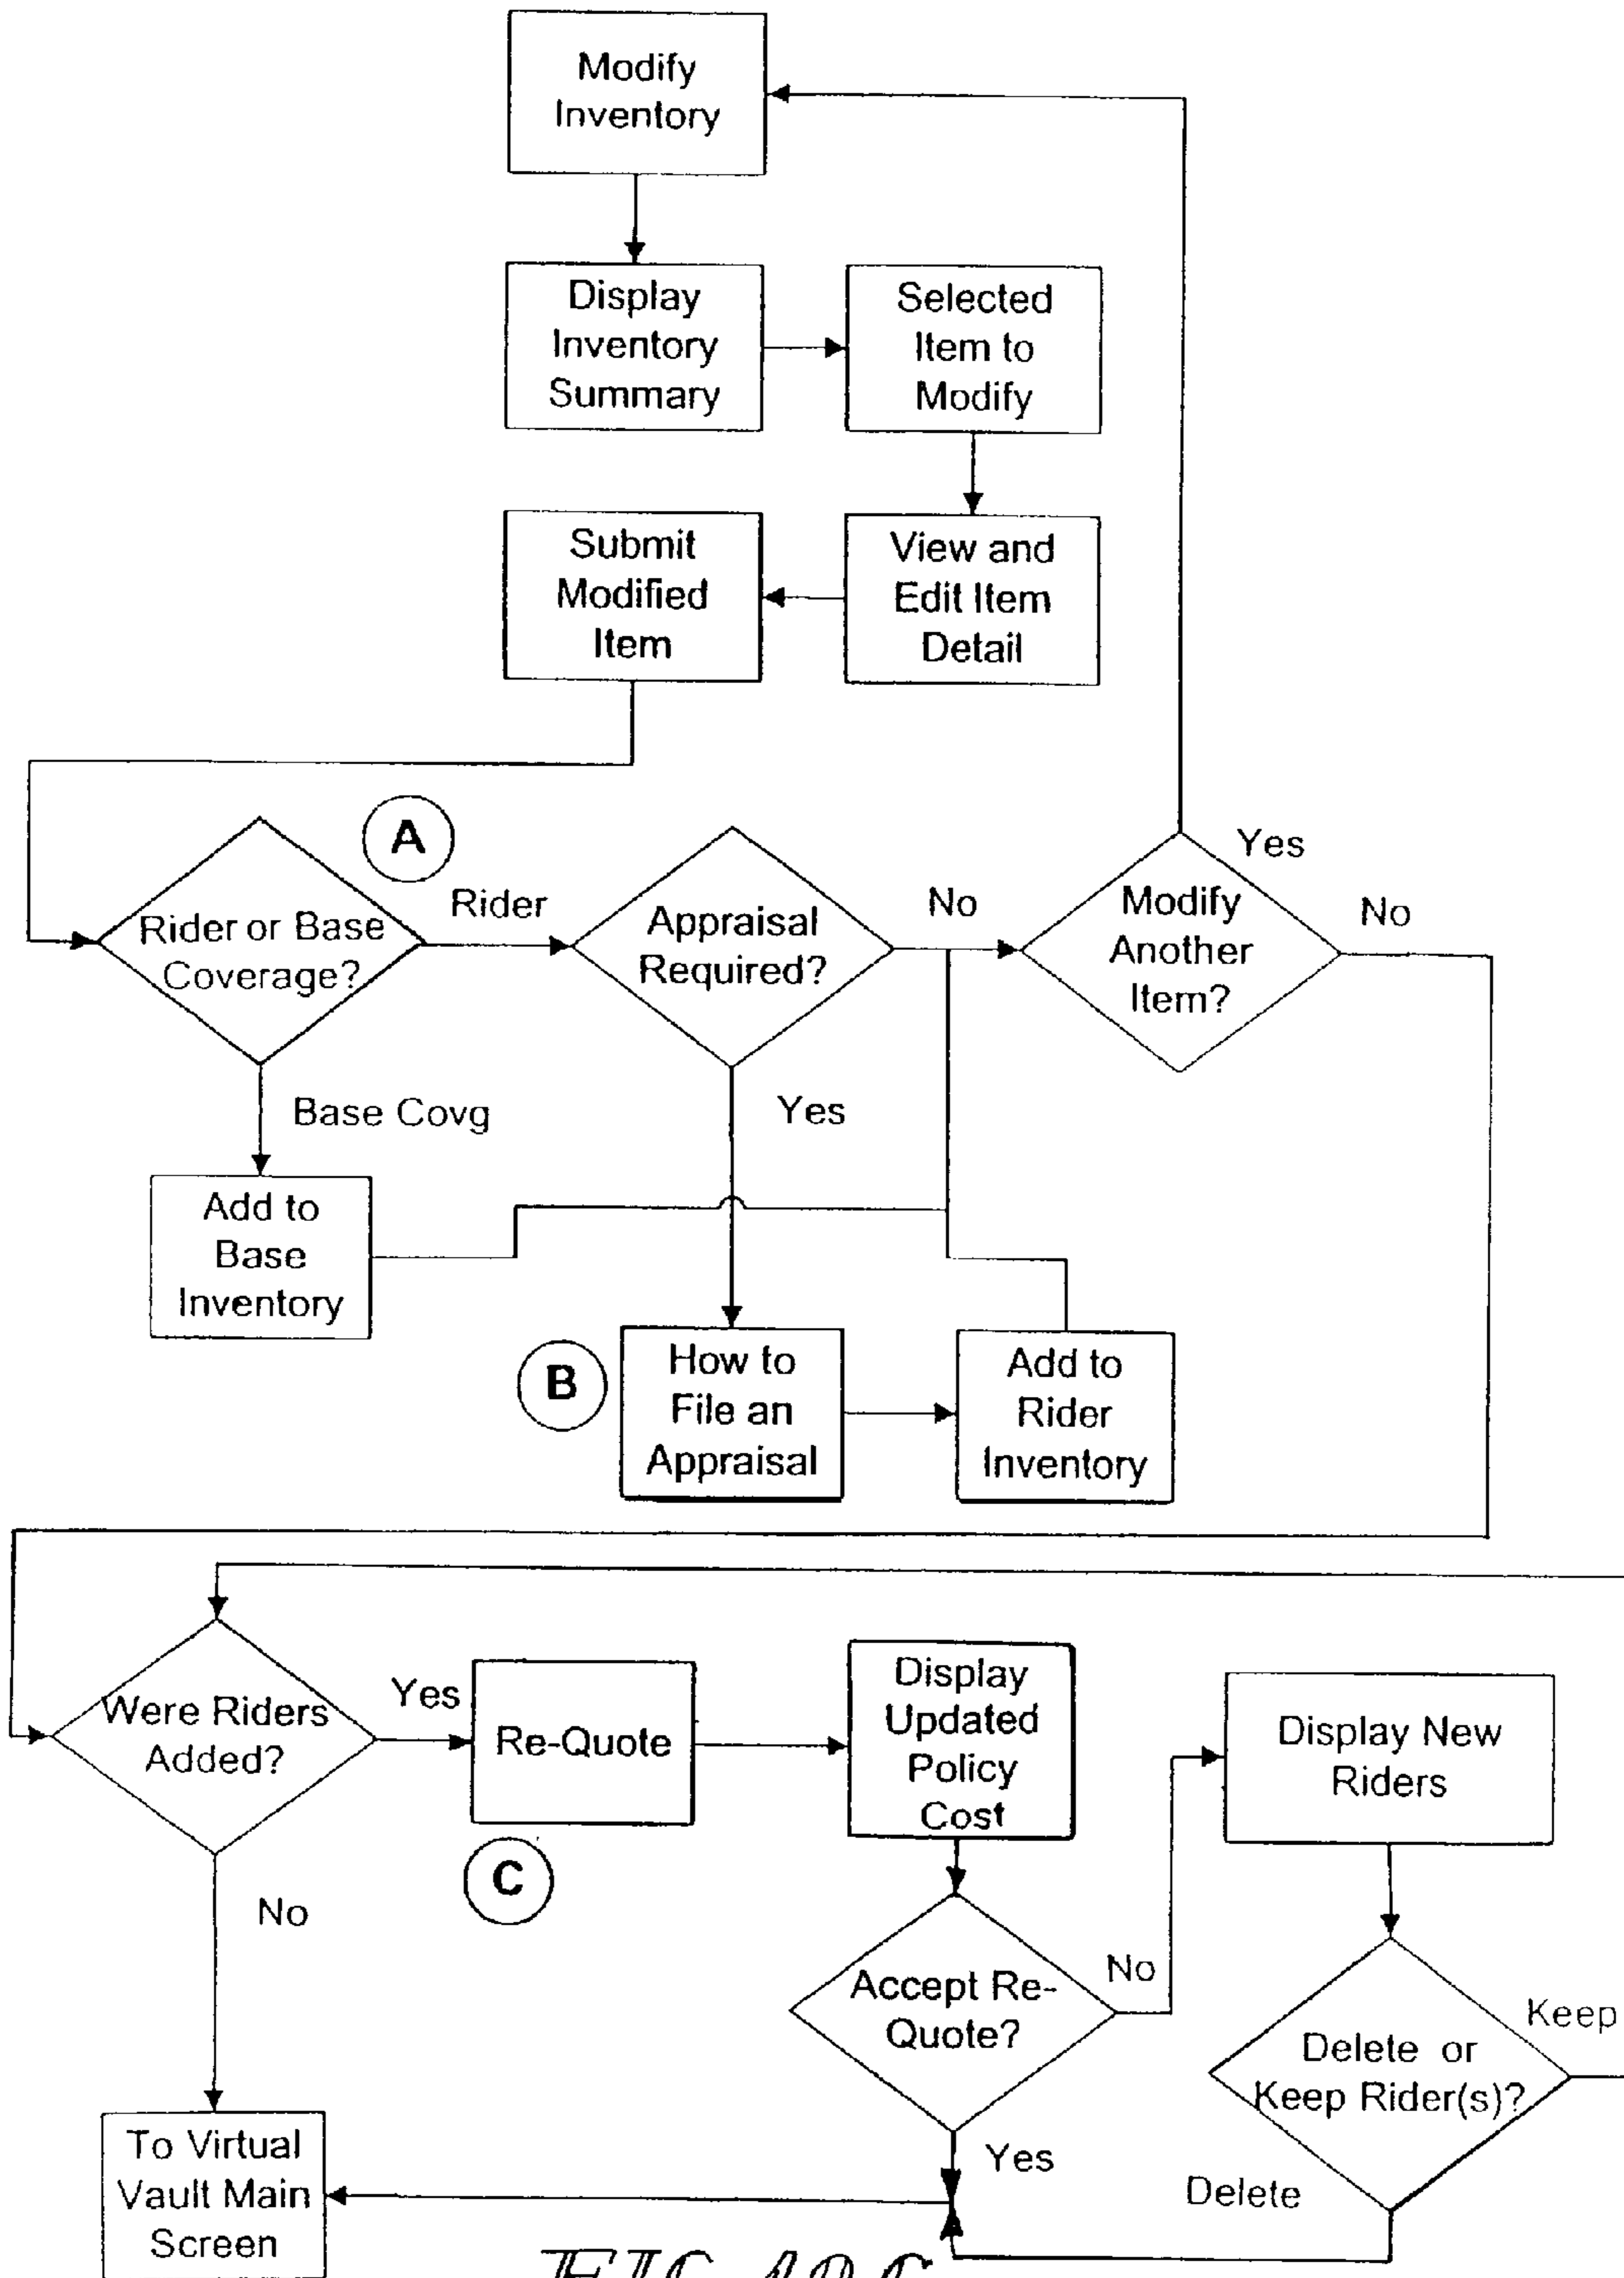 Modify
Inventory
Display
Inventory
Summary
Selected
Item to
Modify
Submit
Modified
Item
View and
Edit Item
Detail
A
Rider or Base
Coverage?
Rider
Appraisal
Required?
No
Modify
Another
Item?
Yes
No
Base Covg
Yes
Add to
Base
Inventory
B
How to
File an
Appraisal
Add to
Rider
Inventory
Were Riders
Added?
Yes
Re-Quote
Display
Updated
Policy
Cost
Display New
Riders
C
No
Accept Re-
Quote?
No
Delete or
Keep Rider(s)?
Keep
Yes
Delete
To Virtual
Vault Main
Screen